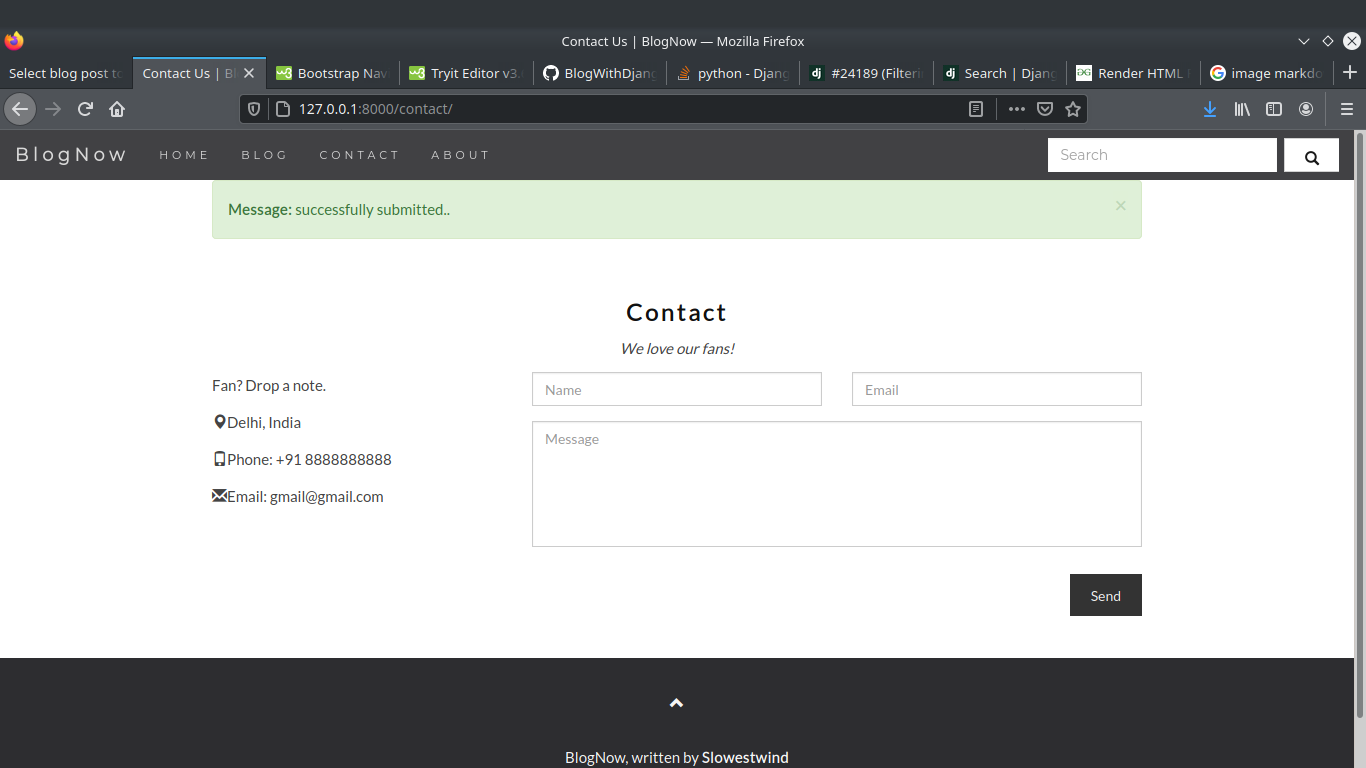 Contact Us | BlogNow — Mozilla Firefox
Select blog post to
Contact Us | Bl
Bootstrap Nav
Tryit Editor v3.
BlogWithDjang
python - Djang
#24189 (Filteri
Search | Djang
Render HTML
image markdo
127.0.0.1:8000/contact/
BlogNow HOME BLOG CONTACT ABOUT Search
Message: successfully submitted.. ×
Contact
We love our fans!
Fan? Drop a note.
Delhi, India
Phone: +91 8888888888
Email: gmail@gmail.com
Name Email
Message
Send
BlogNow, written by Slowestwind